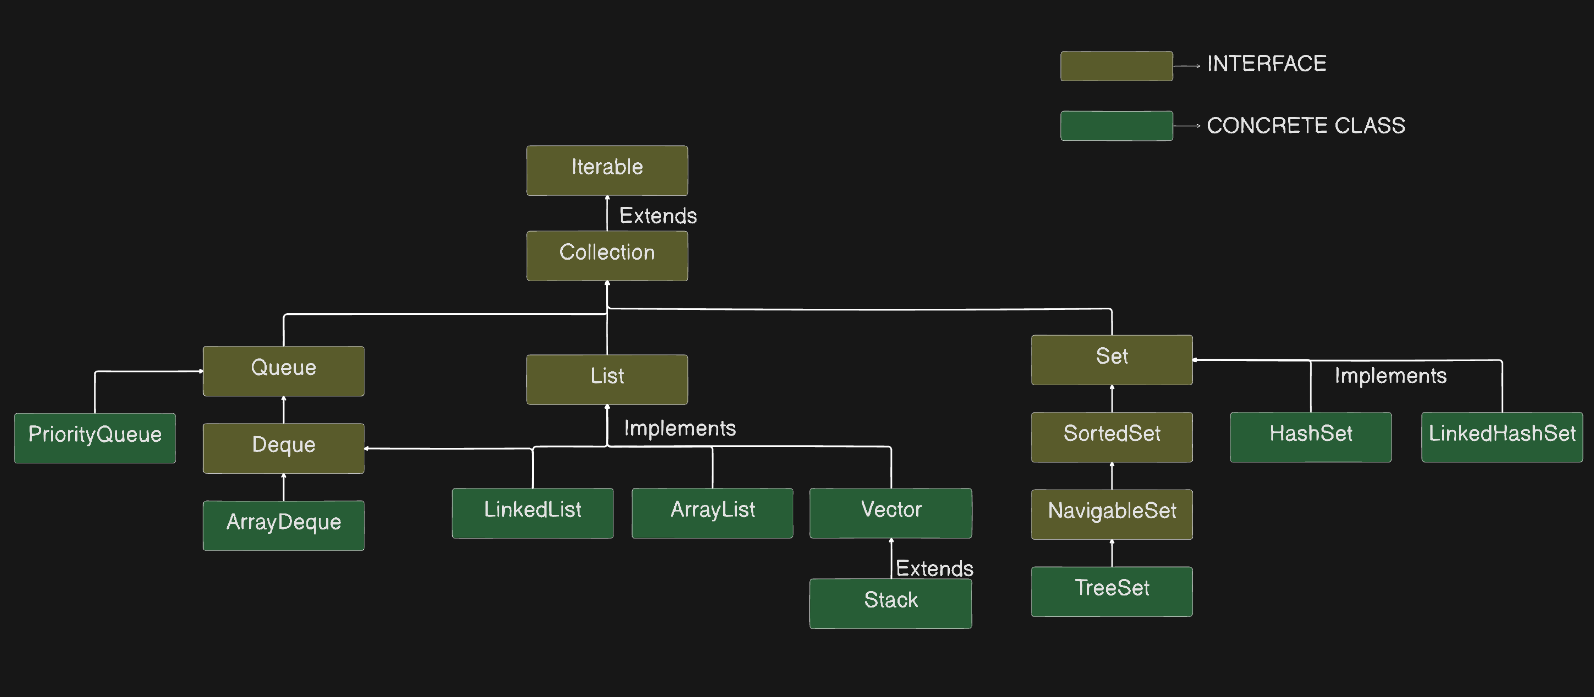 INTERFACE
CONCRETE CLASS
Iterable
Extends
Collection
Queue
List
Set
Implements
PriorityQueue
Deque
Implements
SortedSet
HashSet
LinkedHashSet
ArrayDeque
LinkedList
ArrayList
Vector
NavigableSet
Extends
Stack
TreeSet